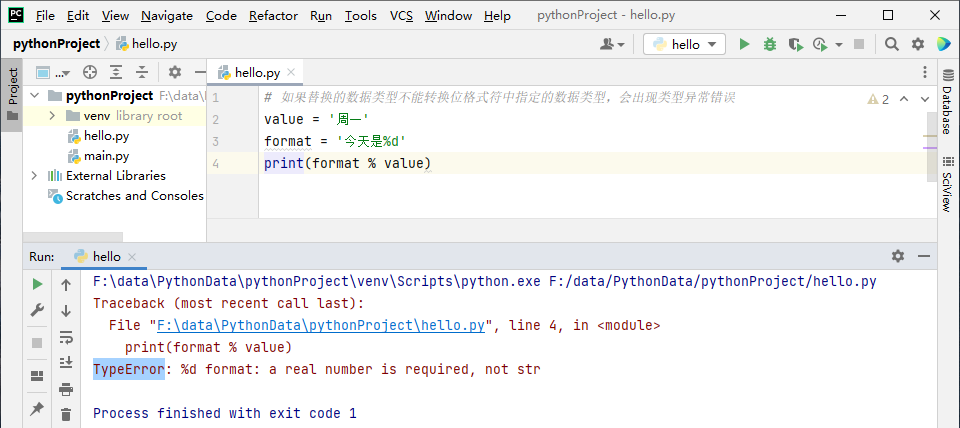 PC File Edit View Navigate Code Refactor Run Tools VCS Window Help pythonProject - hello.py
pythonProject hello.py hello
Project
... hello.py
pythonProject F:\data\
venv library root
hello.py
main.py
External Libraries
Scratches and Consoles
1 # 如果替换的数据类型不能转换位格式符中指定的数据类型，会出现类型异常错误
2 value = '周一'
3 format = '今天是%d'
4 print(format % value)
2
Database
SciView
Run: hello
F:\data\PythonData\pythonProject\venv\Scripts\python.exe F:/data/PythonData/pythonProject/hello.py
Traceback (most recent call last):
File "F:\data\PythonData\pythonProject\hello.py", line 4, in <module>
print(format % value)
TypeError: %d format: a real number is required, not str
Process finished with exit code 1